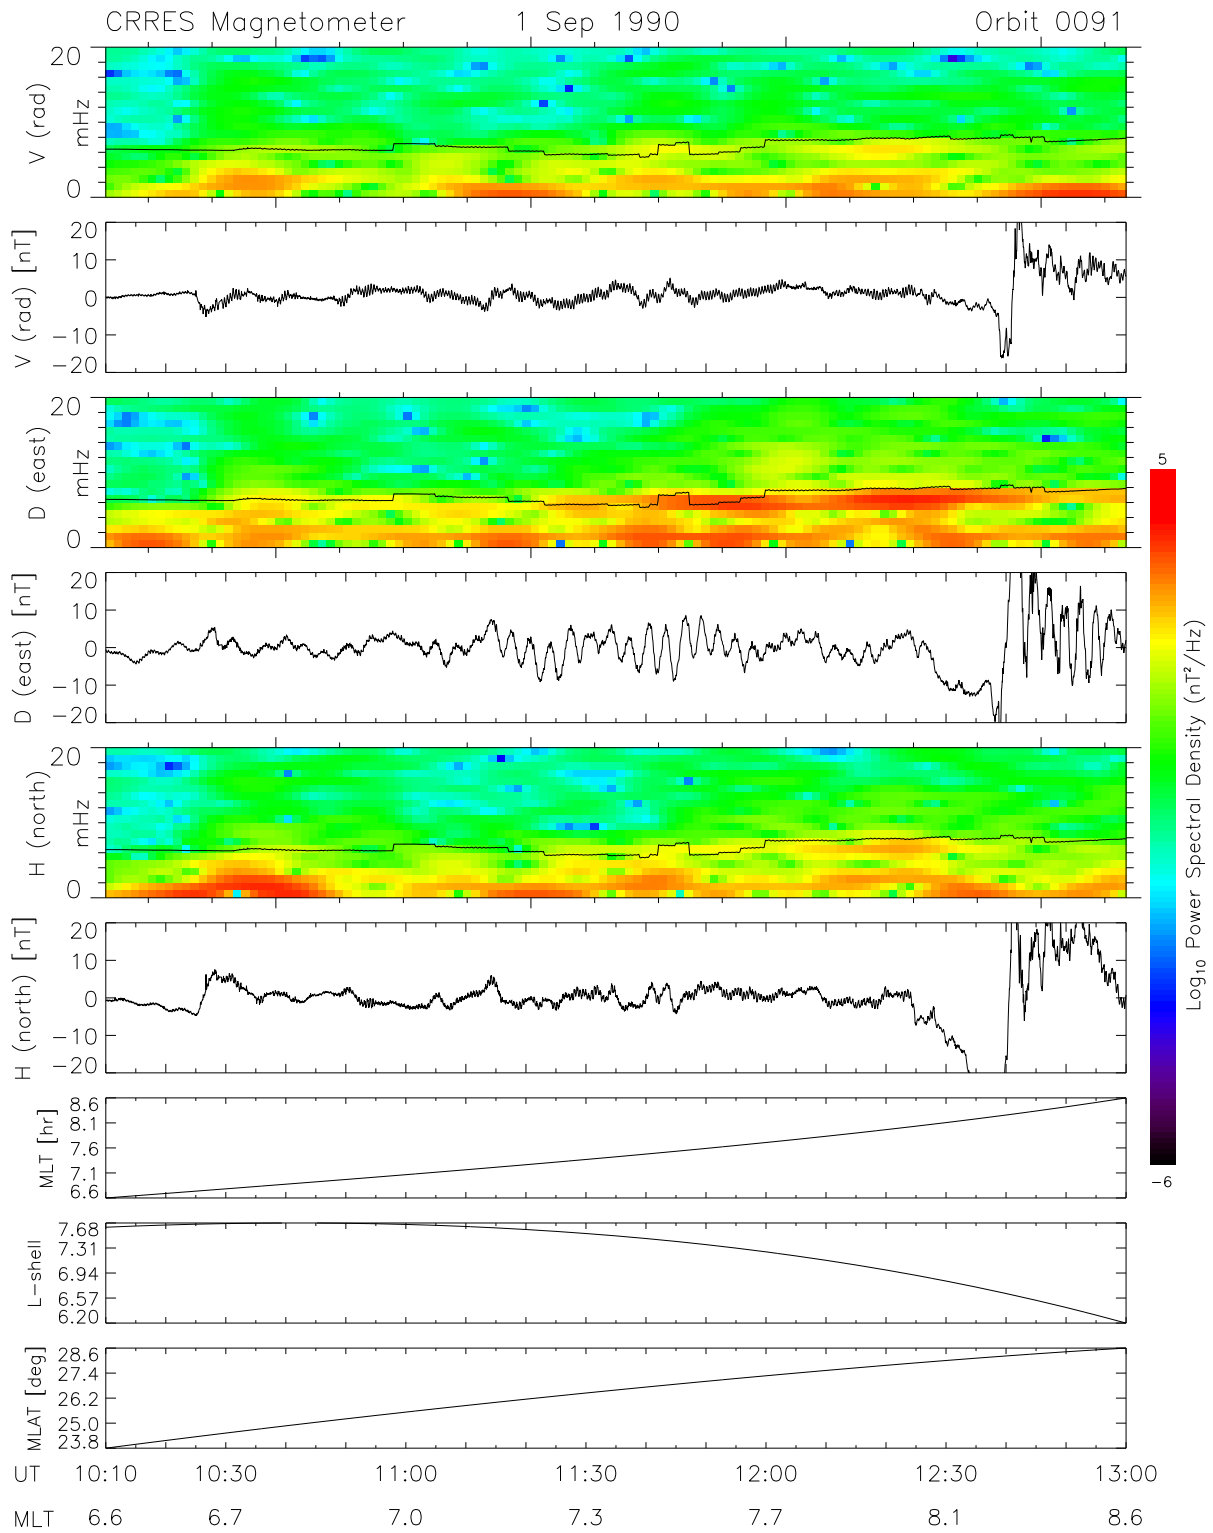 CRRES Magnetometer 1 Sep 1990 Orbit 0091
V (rad)
mHz
20
0
V (rad) [nT]
20
10
0
−10
−20
D (east)
mHz
20
0
D (east) [nT]
20
10
0
−10
−20
H (north)
mHz
20
0
H (north) [nT]
20
10
0
−10
−20
MLT [hr]
8.6
8.1
7.6
7.1
6.6
L−shell
7.68
7.31
6.94
6.57
6.20
MLAT [deg]
28.6
27.4
26.2
25.0
23.8
UT 10:10 10:30 11:00 11:30 12:00 12:30 13:00
MLT 6.6 6.7 7.0 7.3 7.7 8.1 8.6
5
Log₁₀ Power Spectral Density (nT²/Hz)
−6